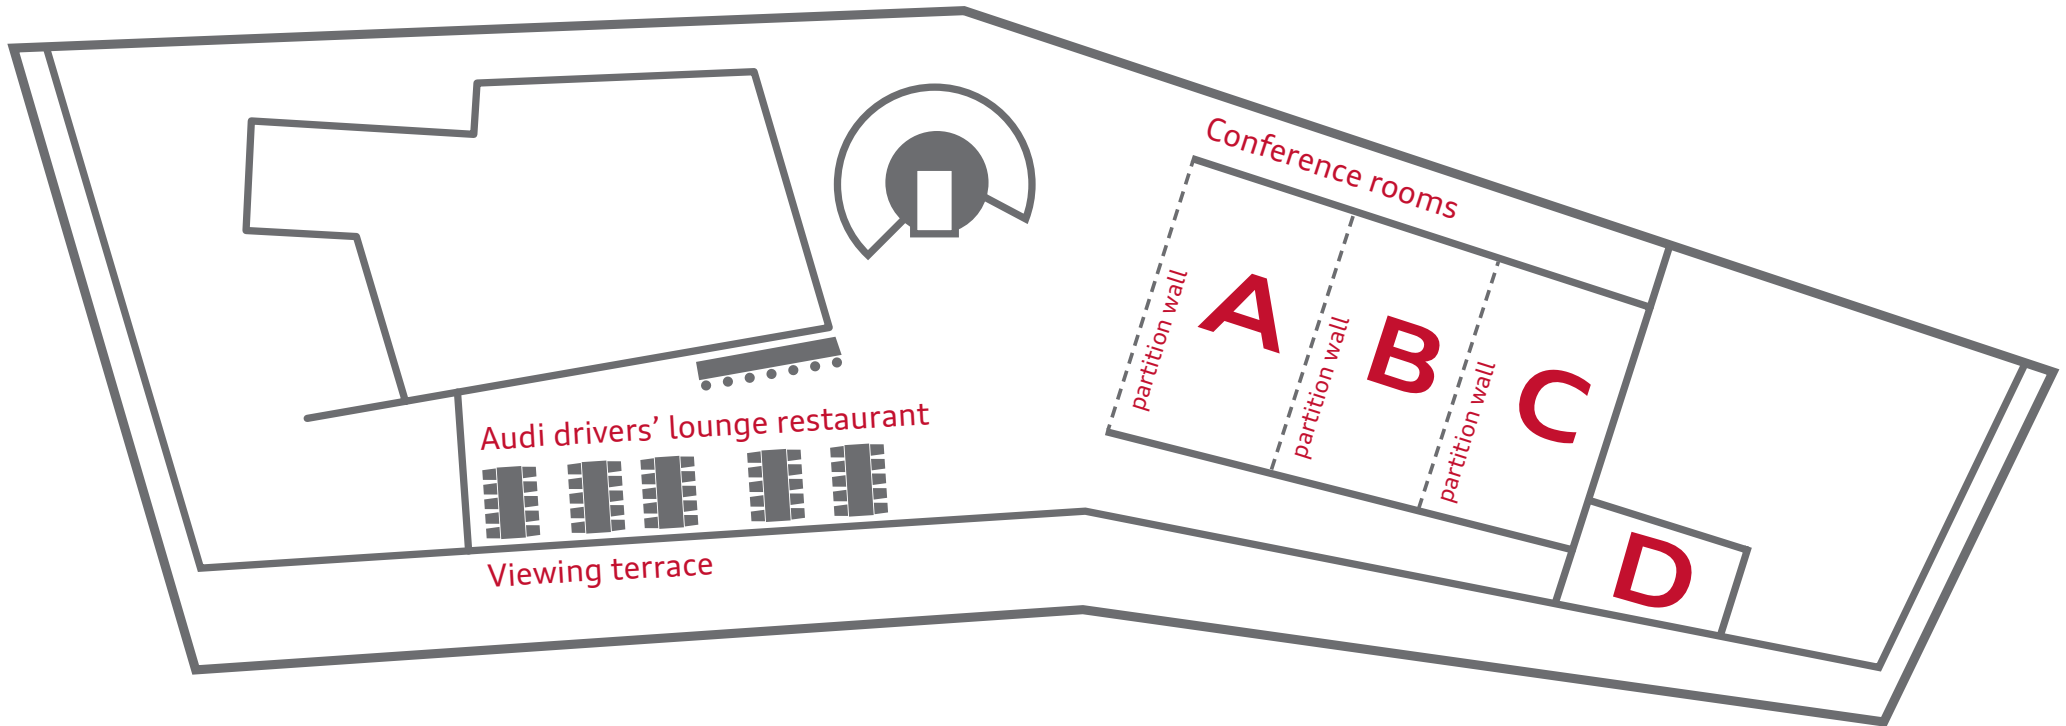 Conference rooms
partition wall
A
partition wall
B
partition wall
C
Audi drivers’ lounge restaurant
D
Viewing terrace